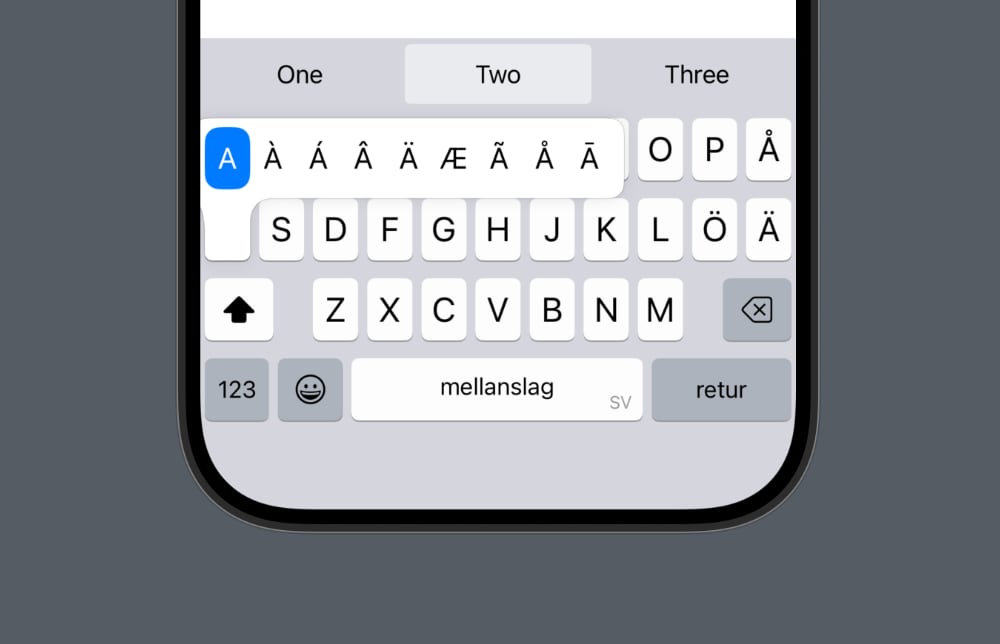 One Two Three
A À Á Â Ä Æ Ã Å Ā O P Å
S D F G H J K L Ö Ä
Z X C V B N M
123 mellanslag SV retur